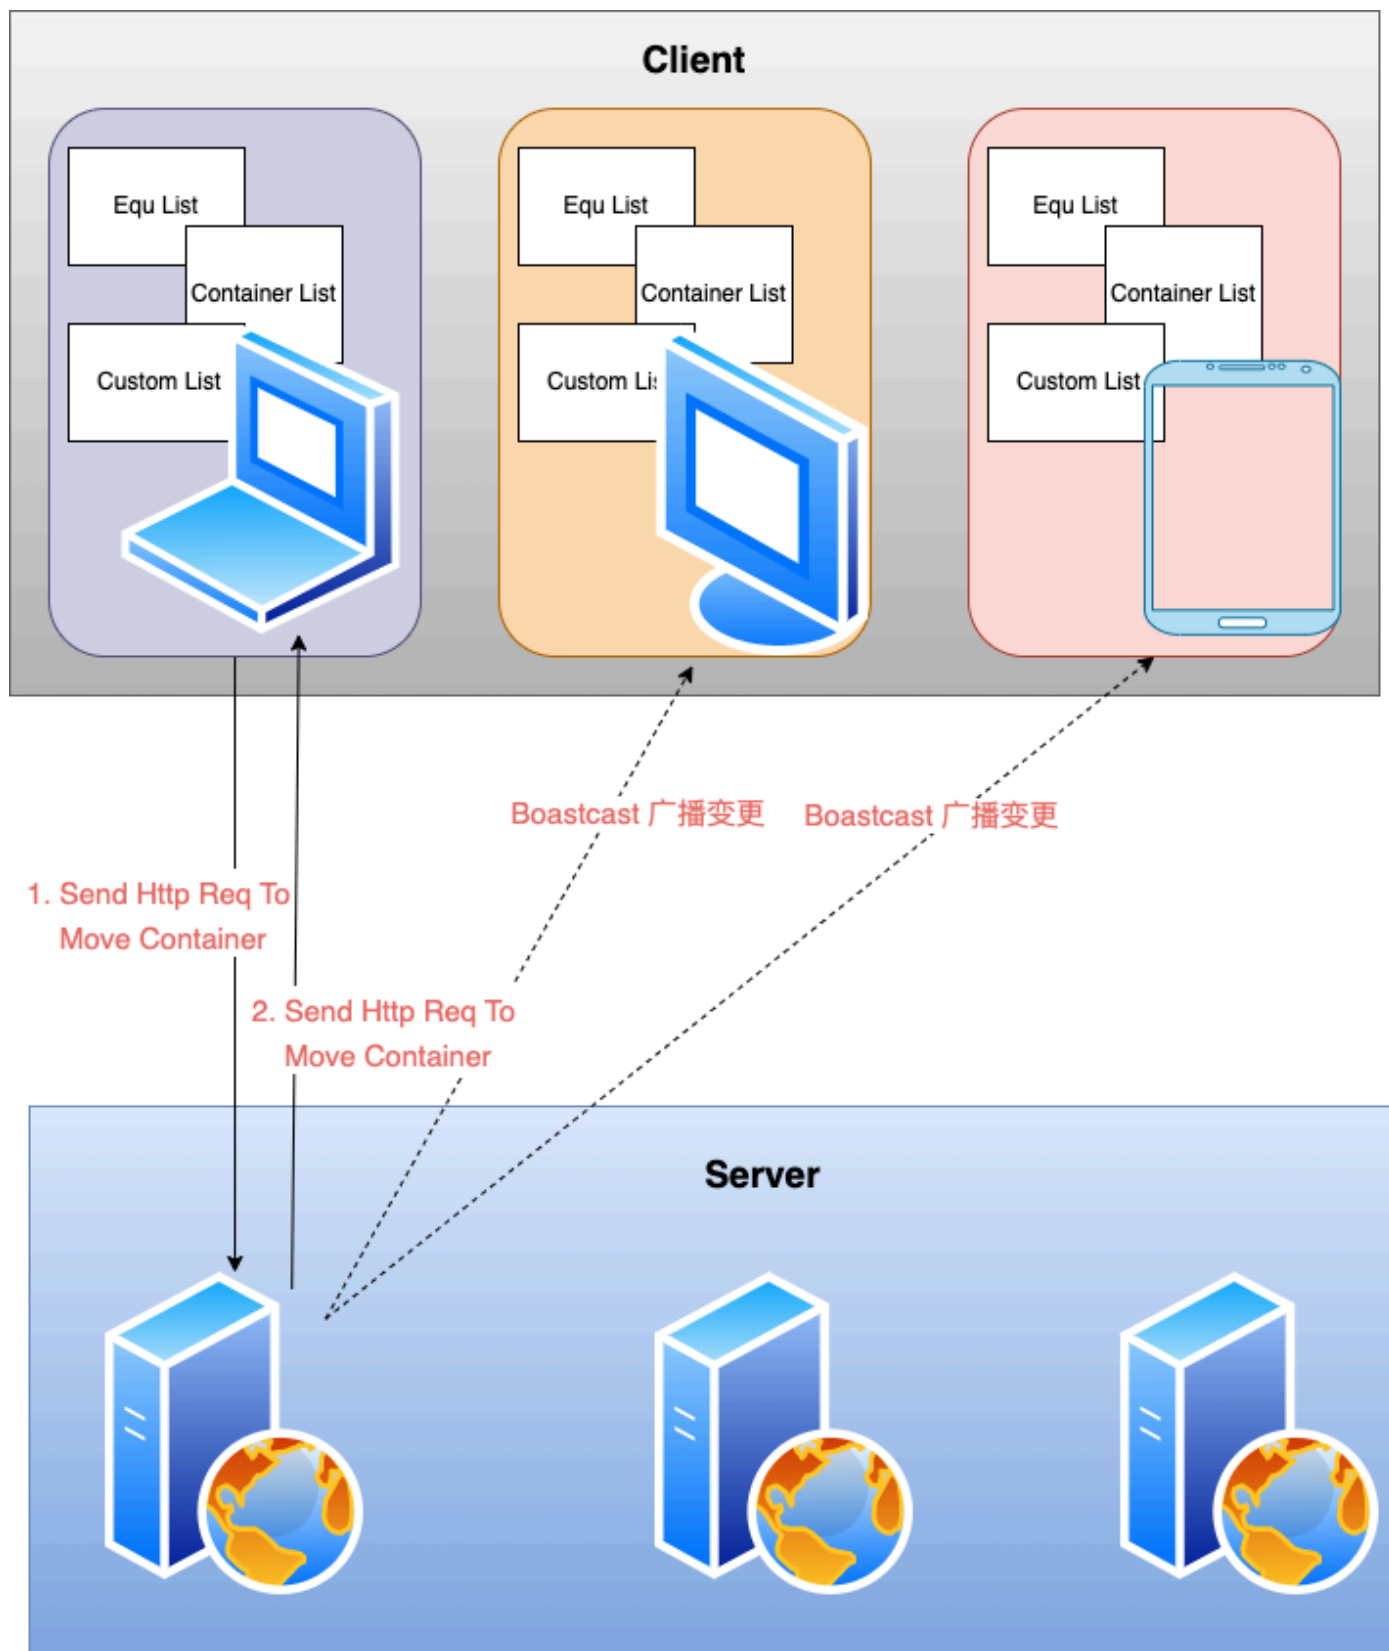 Client
Equ List
Container List
Custom List
Equ List
Container List
Custom Lis
Equ List
Container List
Custom List
Boastcast 广播变更
Boastcast 广播变更
1. Send Http Req To
Move Container
2. Send Http Req To
Move Container
Server